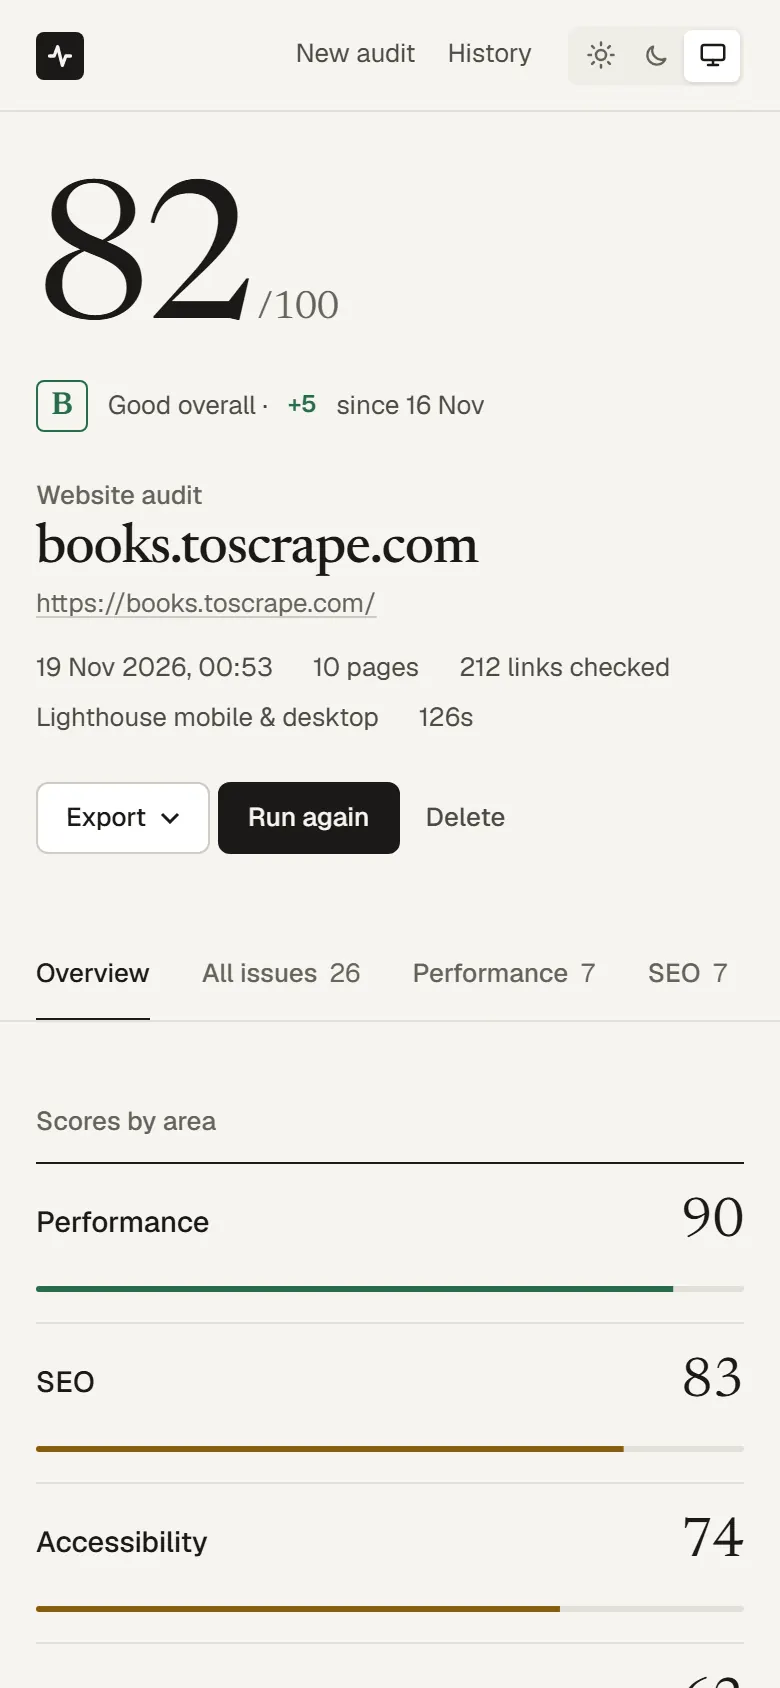 New audit History
82/100
B Good overall · +5 since 16 Nov
Website audit
books.toscrape.com
https://books.toscrape.com/
19 Nov 2026, 00:53 10 pages 212 links checked
Lighthouse mobile & desktop 126s
Export Run again Delete
Overview All issues 26 Performance 7 SEO 7
Scores by area
Performance 90
SEO 83
Accessibility 74